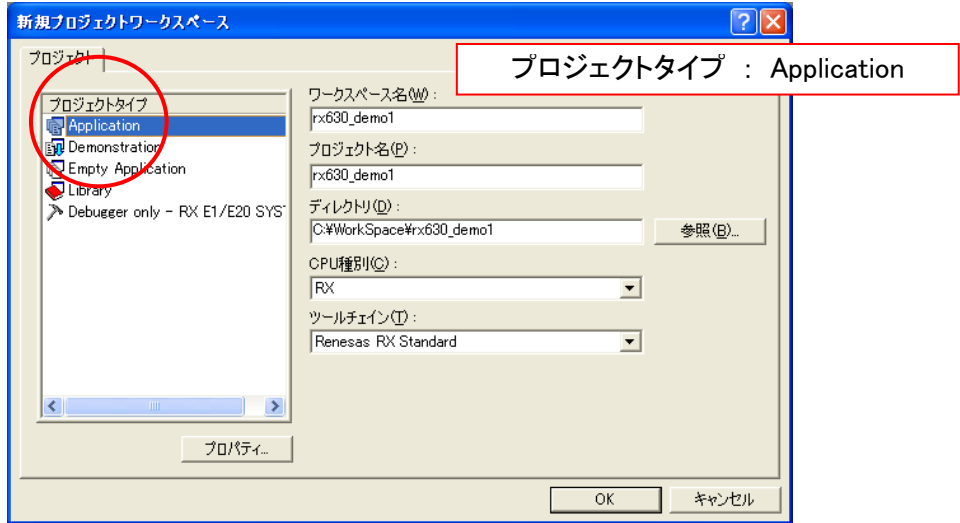 新規プロジェクトワークスペース
プロジェクト
プロジェクトタイプ : Application
プロジェクトタイプ
Application
Demonstration
Empty Application
Library
Debugger only - RX E1/E20 SYS
ワークスペース名(W) :
rx630_demo1
プロジェクト名(P) :
rx630_demo1
ディレクトリ(D) :
C:¥WorkSpace¥rx630_demo1
参照(B)...
CPU種別(C) :
RX
ツールチェイン(T) :
Renesas RX Standard
プロパティ...
OK
キャンセル